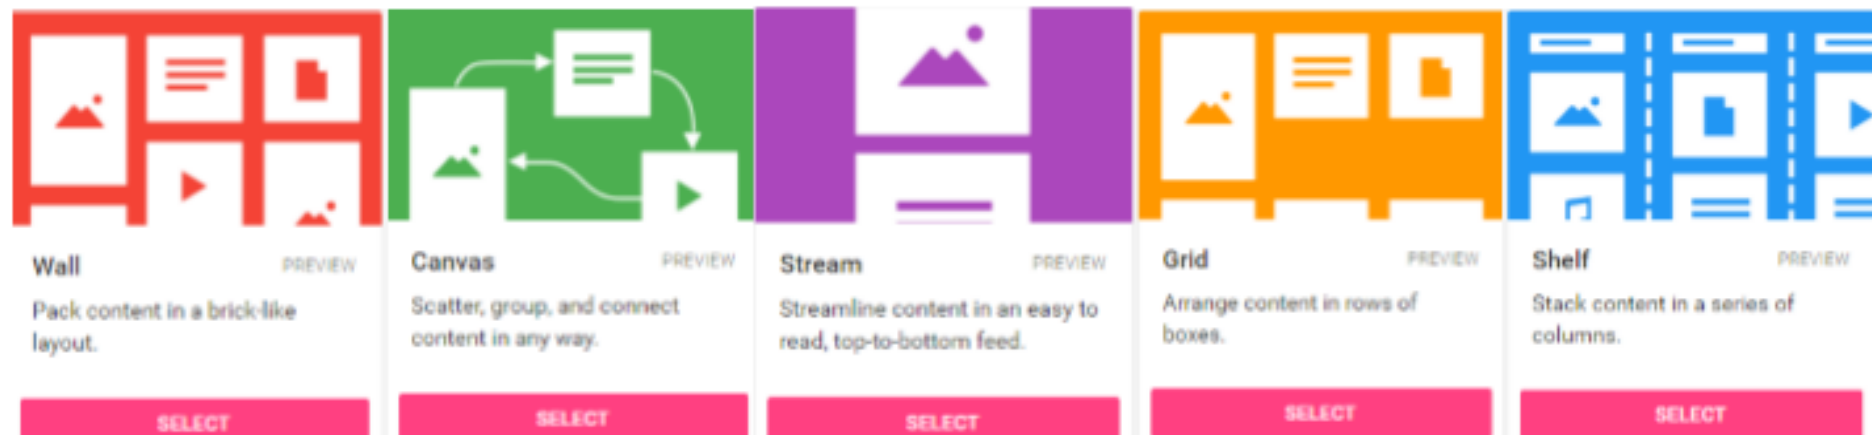 Wall PREVIEW
Pack content in a brick-like
layout.
SELECT
Canvas PREVIEW
Scatter, group, and connect
content in any way.
SELECT
Stream PREVIEW
Streamline content in an easy to
read, top-to-bottom feed.
SELECT
Grid PREVIEW
Arrange content in rows of
boxes.
SELECT
Shelf PREVIEW
Stack content in a series of
columns.
SELECT